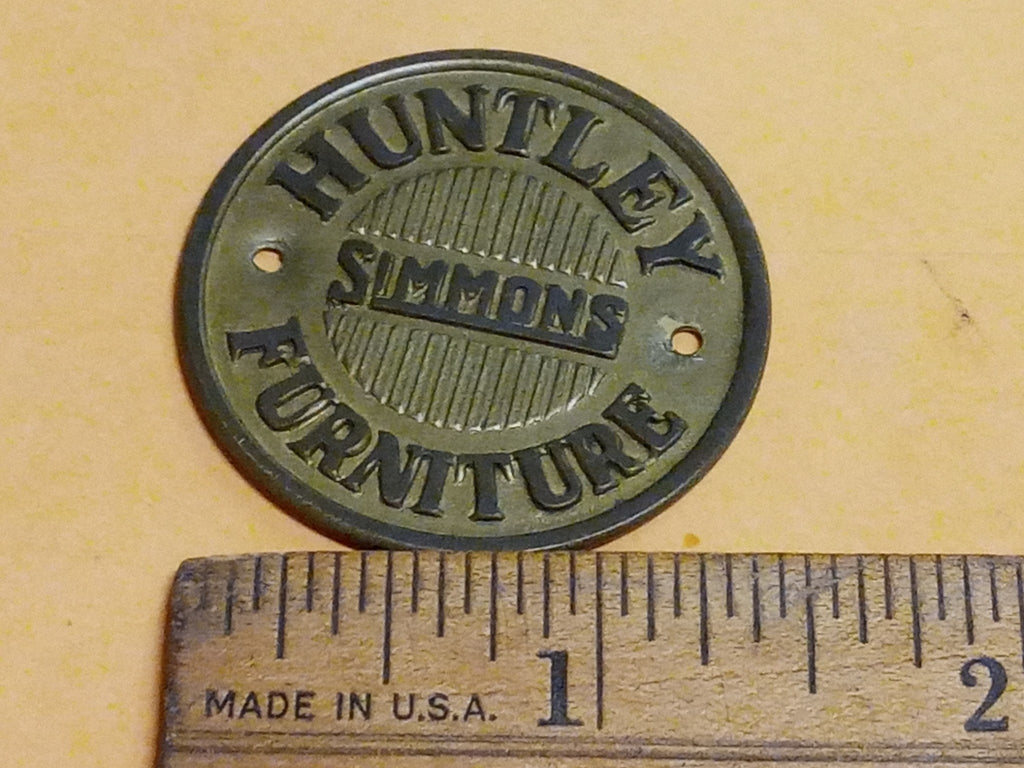 HUNTLEY
SIMMONS
FURNITURE
1
2
MADE IN U.S.A.